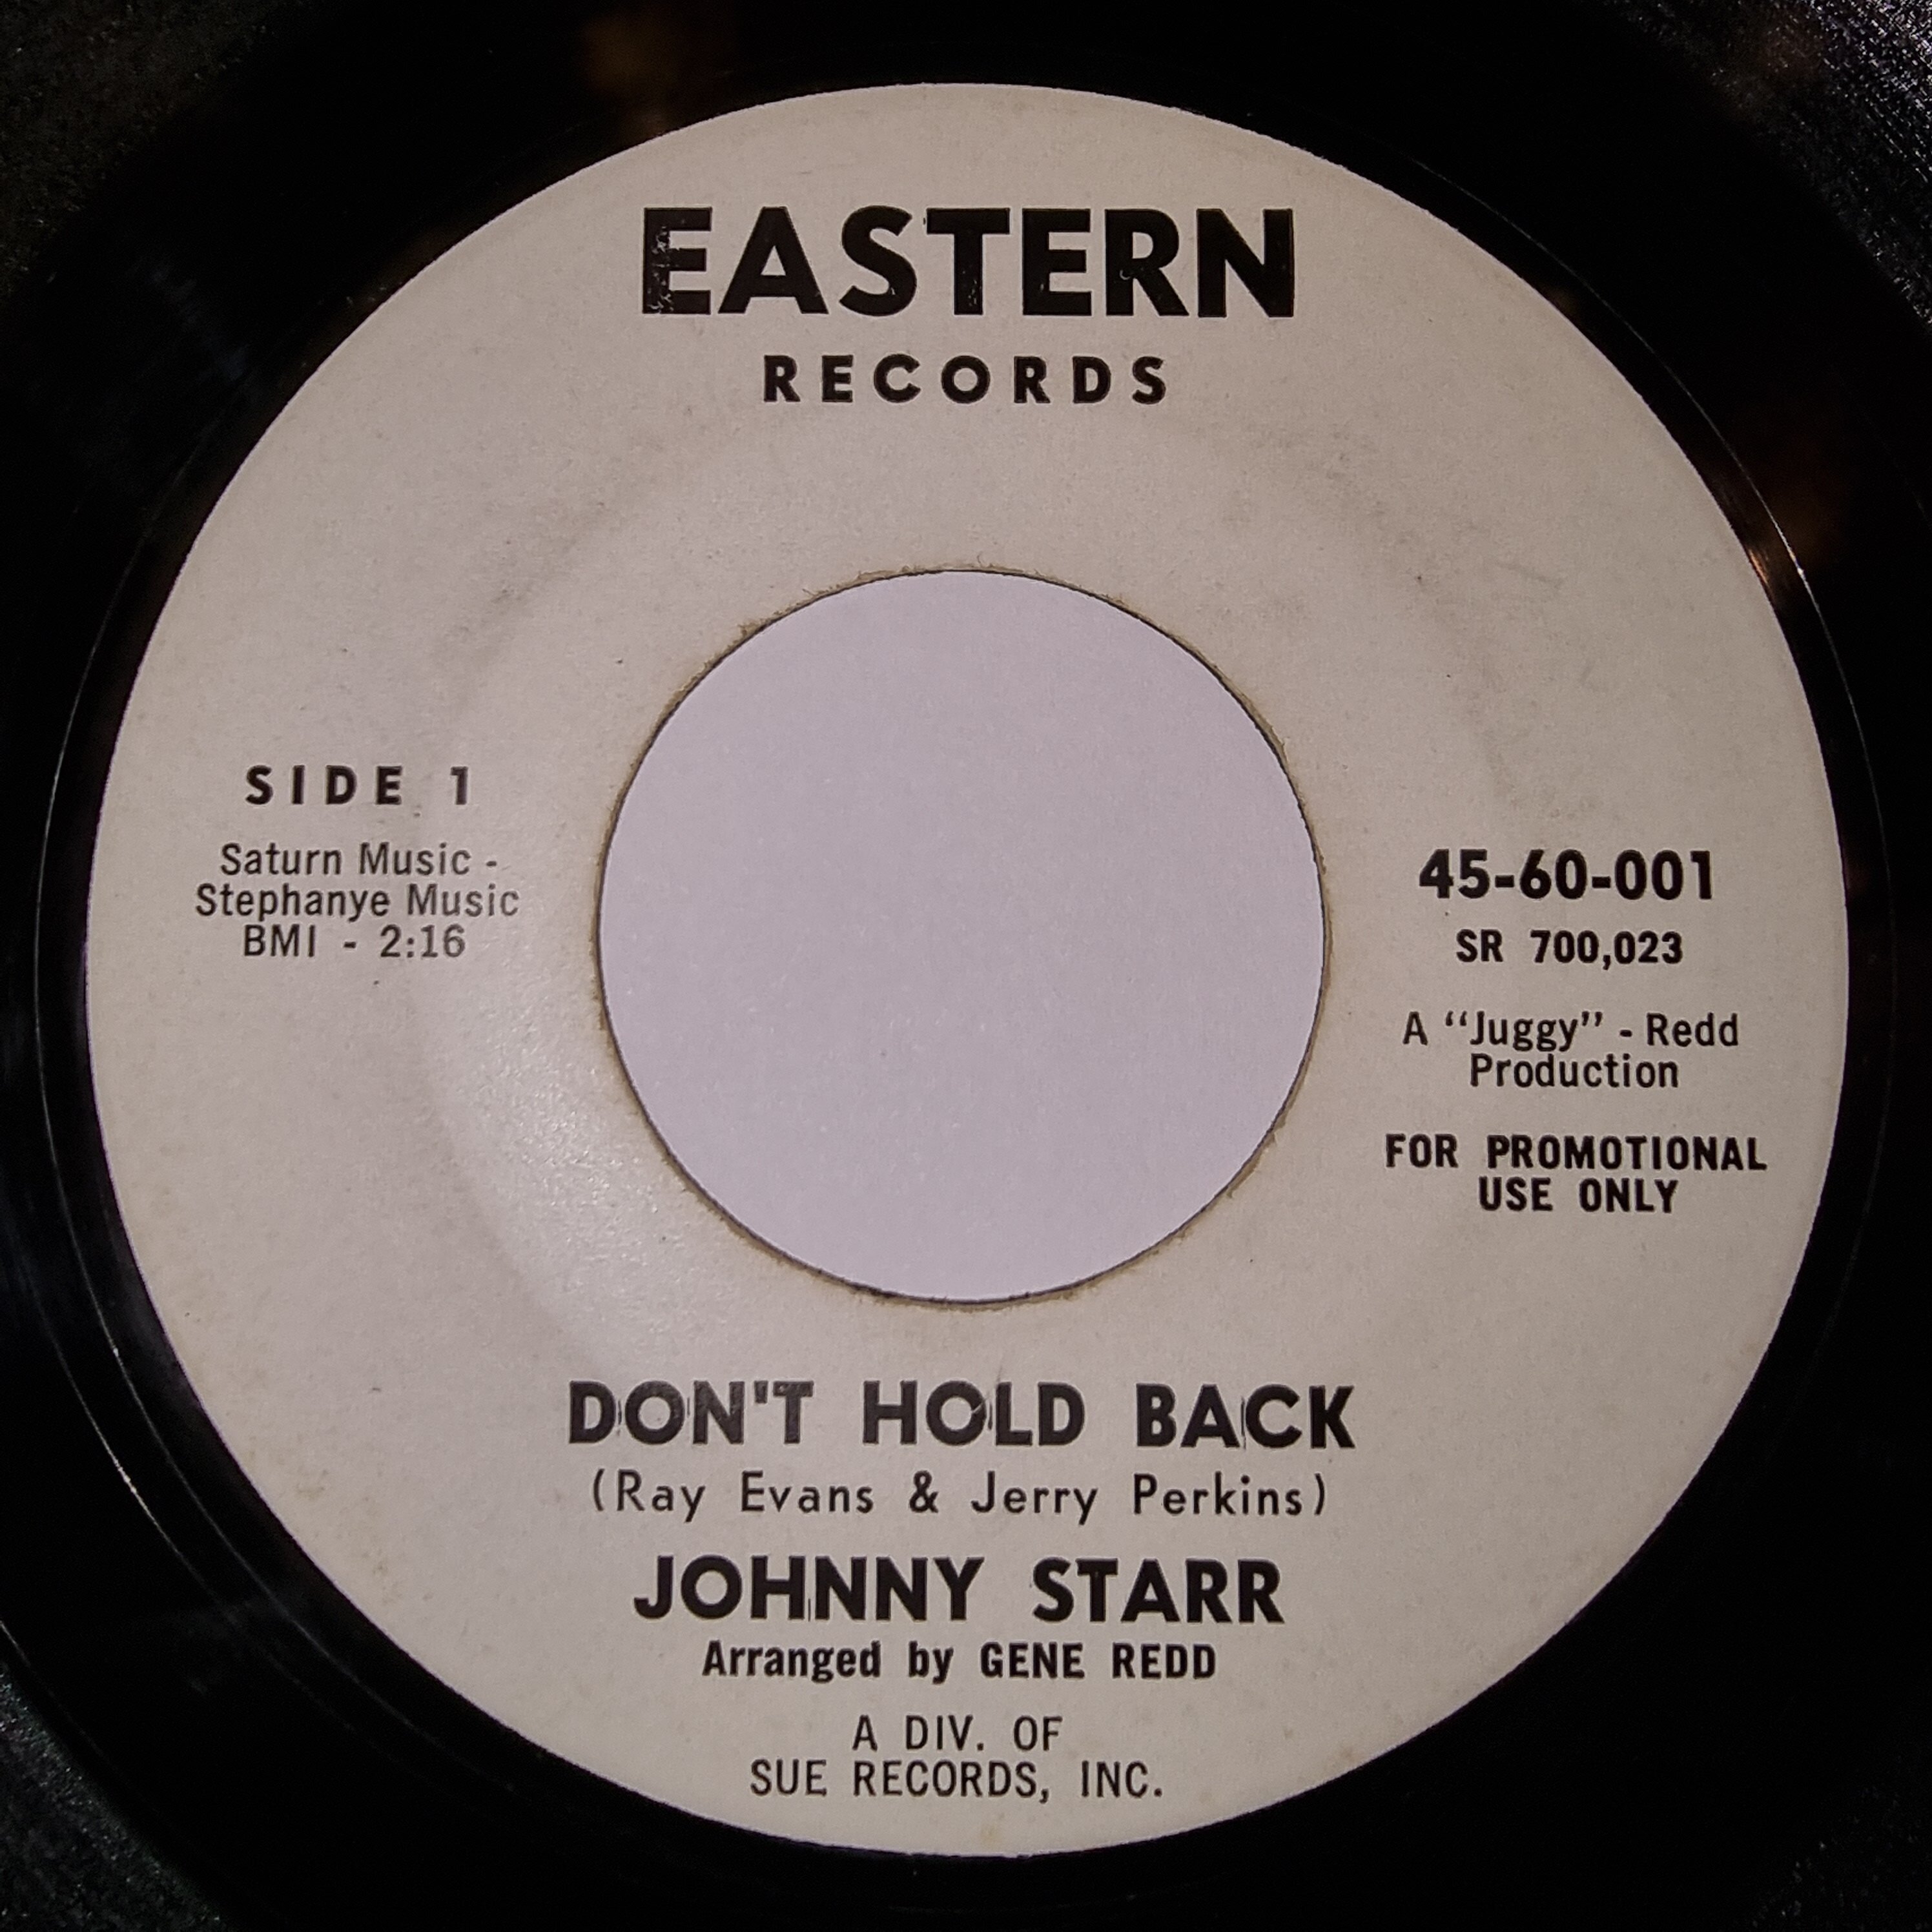 EASTERN
RECORDS
SIDE 1
Saturn Music -
Stephanye Music
BMI - 2:16
45-60-001
SR 700,023
A “Juggy” - Redd
Production
FOR PROMOTIONAL
USE ONLY
DON'T HOLD BACK
(Ray Evans & Jerry Perkins)
JOHNNY STARR
Arranged by GENE REDD
A DIV. OF
SUE RECORDS, INC.